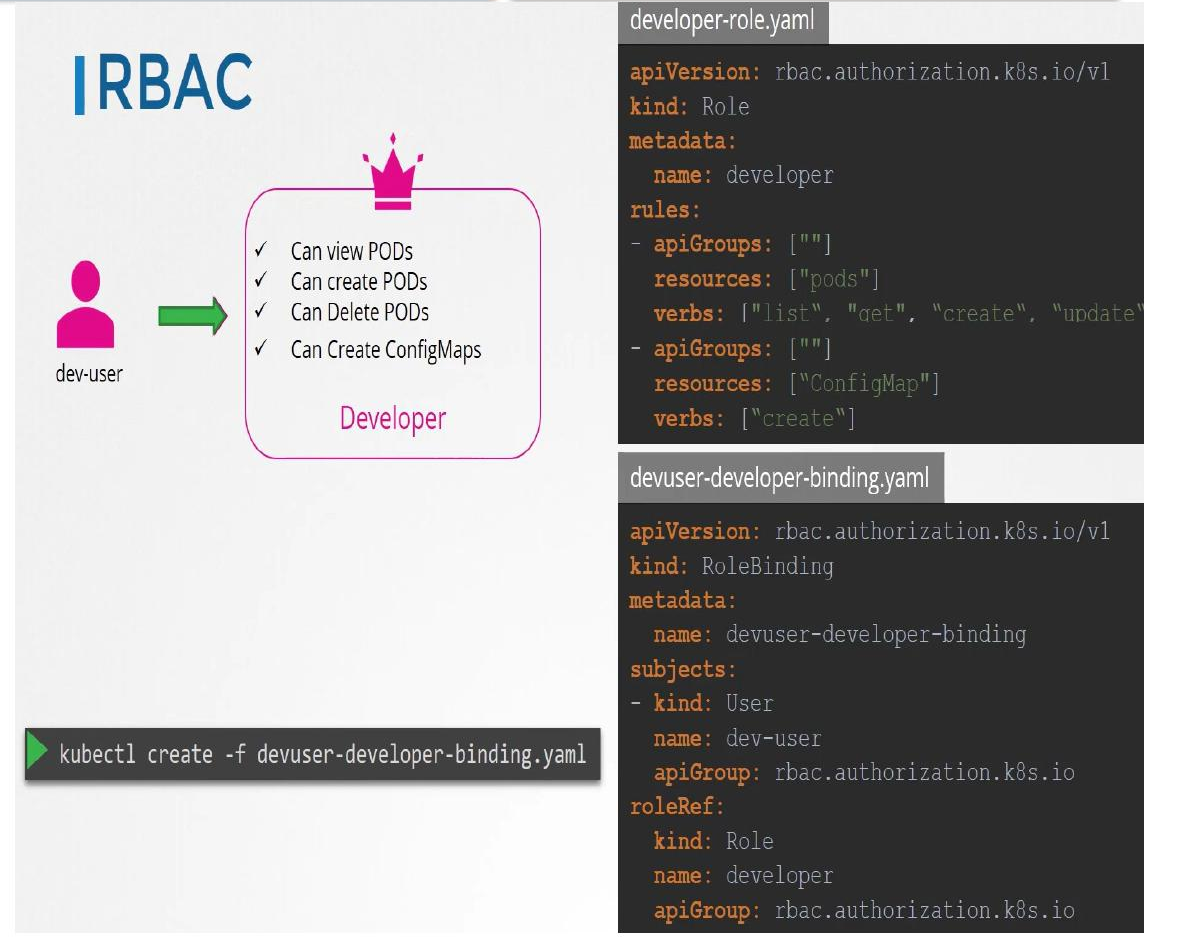 RBAC
✓ Can view PODs
✓ Can create PODs
✓ Can Delete PODs
✓ Can Create ConfigMaps
Developer
dev-user
kubectl create -f devuser-developer-binding.yaml
developer-role.yaml
apiVersion: rbac.authorization.k8s.io/v1
kind: Role
metadata:
  name: developer
rules:
- apiGroups: [""]
  resources: ["pods"]
  verbs: ["list“, "get", “create“, “update“
- apiGroups: [""]
  resources: [“ConfigMap"]
  verbs: [“create“]
devuser-developer-binding.yaml
apiVersion: rbac.authorization.k8s.io/v1
kind: RoleBinding
metadata:
  name: devuser-developer-binding
subjects:
- kind: User
  name: dev-user
  apiGroup: rbac.authorization.k8s.io
roleRef:
  kind: Role
  name: developer
  apiGroup: rbac.authorization.k8s.io